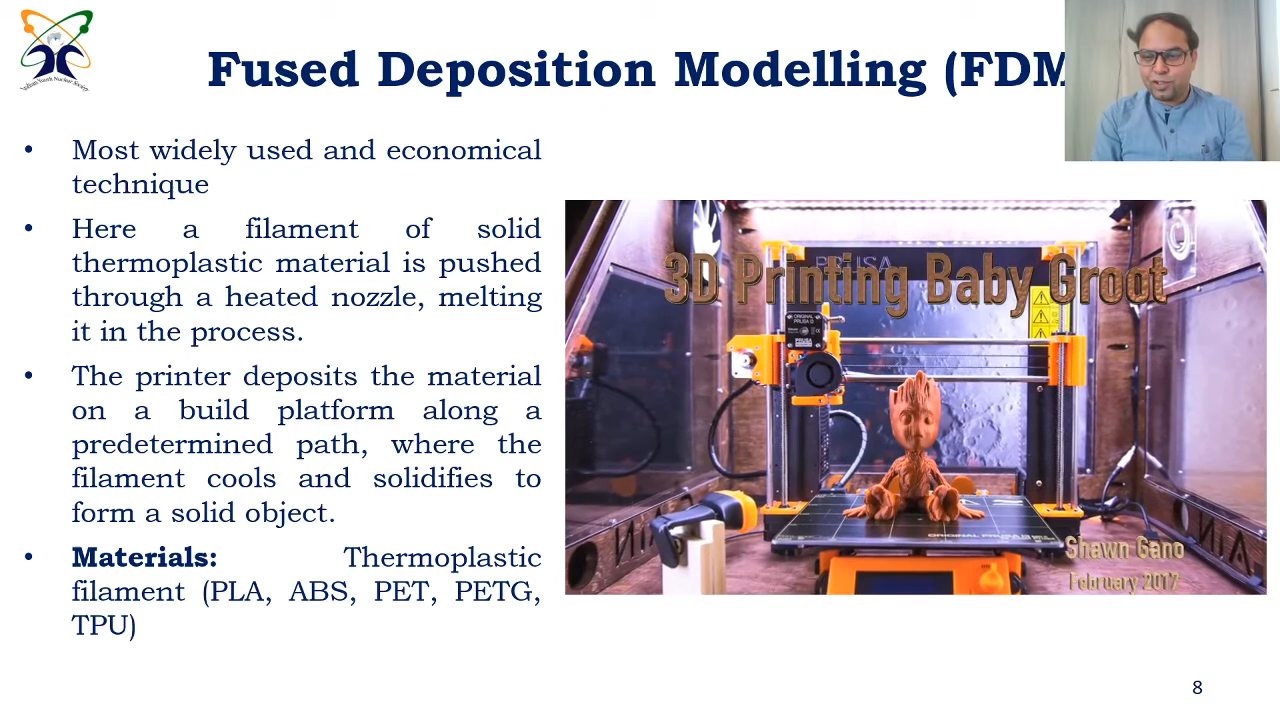 Fused Deposition Modelling (FDM
• Most widely used and economical
technique
• Here a filament of solid
thermoplastic material is pushed
through a heated nozzle, melting
it in the process.
• The printer deposits the material
on a build platform along a
predetermined path, where the
filament cools and solidifies to
form a solid object.
• Materials: Thermoplastic
filament (PLA, ABS, PET, PETG,
TPU)
PRUSA
3D Printing Baby Groot
ORIGINAL
PRUSA
Shawn Gano
February 2017
8